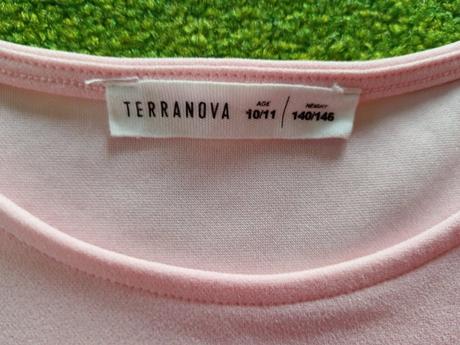 TERRANOVA
AGE
10/11
HEIGHT
140/146